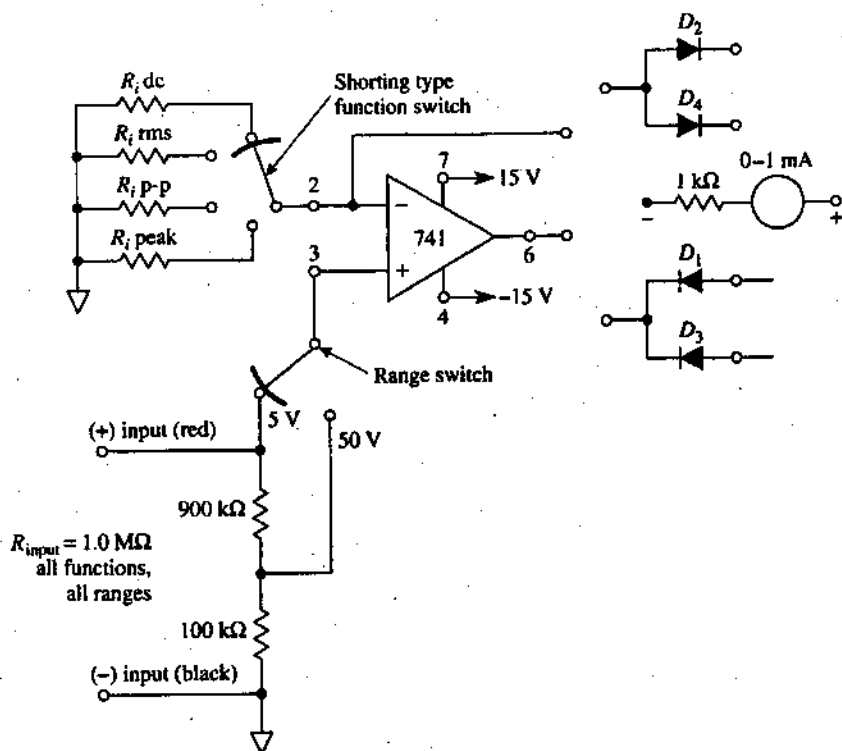 R_i dc
R_i rms
R_i p-p
R_i peak
Shorting type
function switch
2
3
7
15 V
−
741
+
6
4
−15 V
Range switch
5 V
50 V
(+) input (red)
900 kΩ
R_input = 1.0 MΩ
all functions,
all ranges
100 kΩ
(−) input (black)
D_2
D_4
0–1 mA
1 kΩ
−
+
D_1
D_3